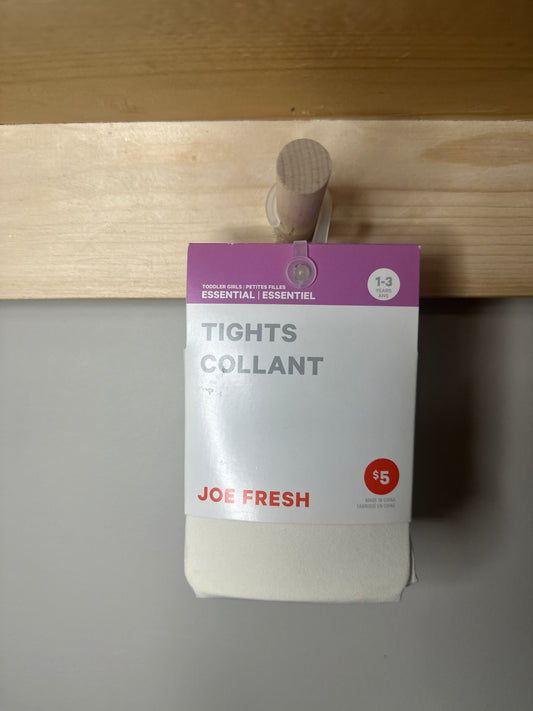 TODDLER GIRLS | PETITES FILLES
ESSENTIAL | ESSENTIEL
1-3
YEARS
ANS
TIGHTS
COLLANT
$5
JOE FRESH
MADE IN CHINA
FABRIQUÉ EN CHINE